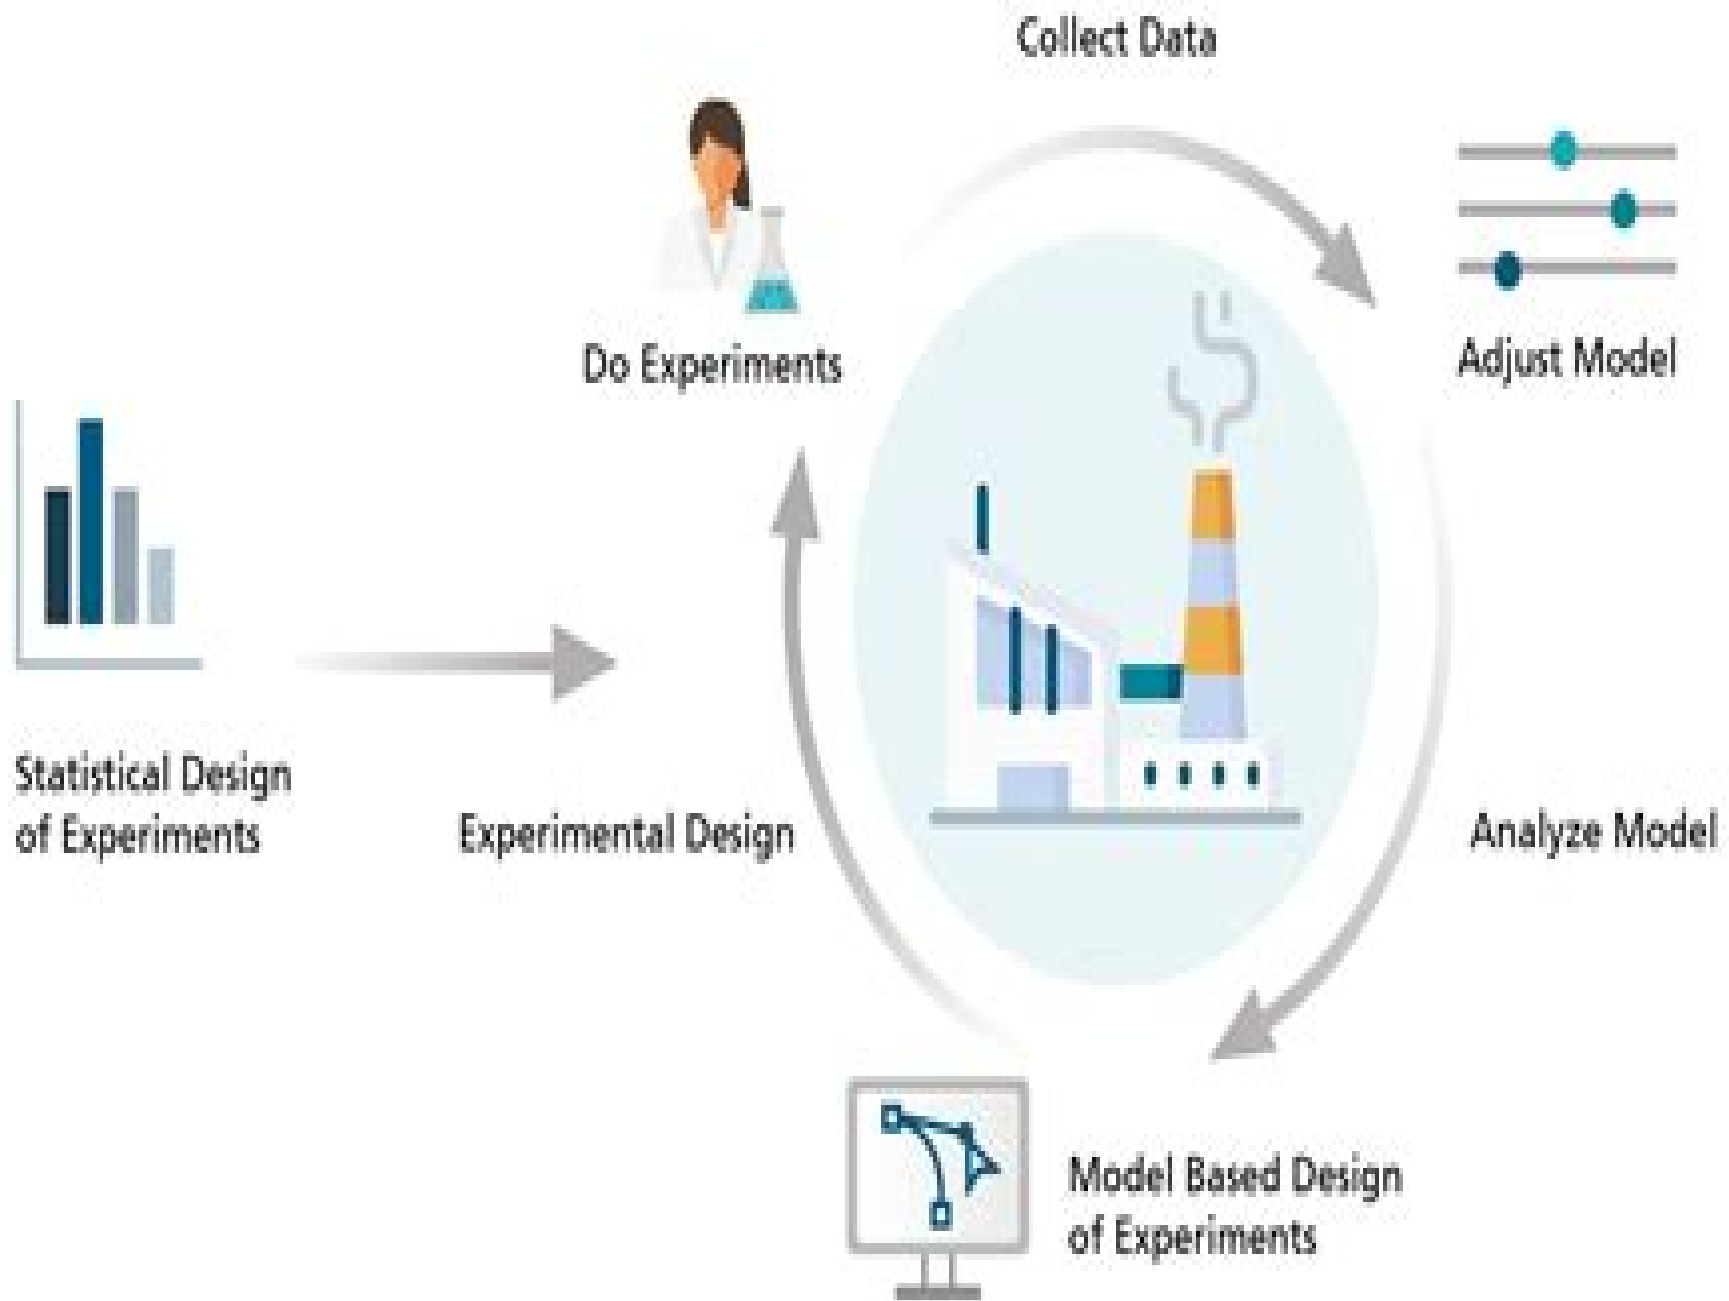 Collect Data
Do Experiments
Adjust Model
Statistical Design
of Experiments
Experimental Design
Analyze Model
Model Based Design
of Experiments